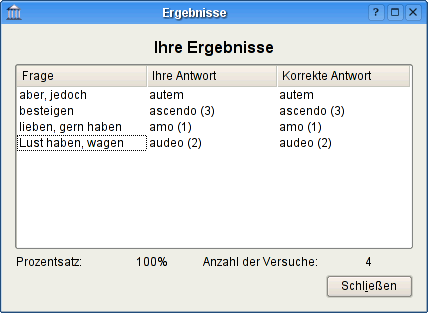 Ergebnisse
Ihre Ergebnisse
Frage Ihre Antwort Korrekte Antwort
aber, jedoch autem autem
besteigen ascendo (3) ascendo (3)
lieben, gern haben amo (1) amo (1)
Lust haben, wagen audeo (2) audeo (2)
Prozentsatz: 100% Anzahl der Versuche: 4
Schließen